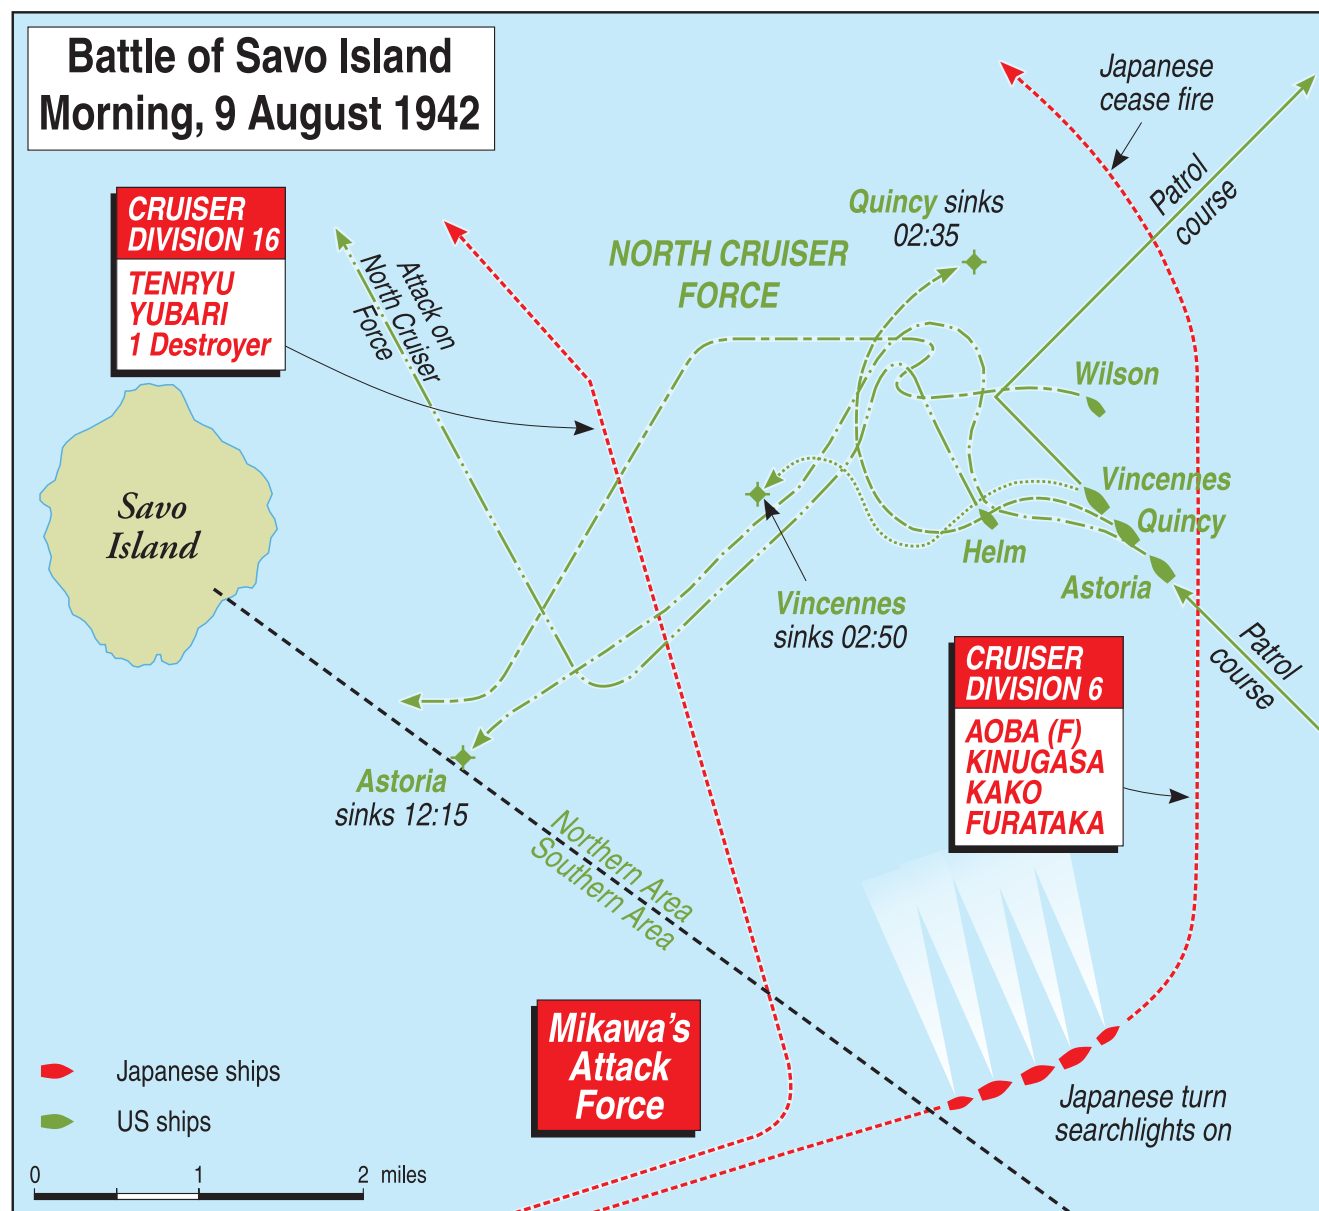 Battle of Savo Island
Morning, 9 August 1942
Japanese
cease fire
Patrol
course
CRUISER
DIVISION 16
TENRYU
YUBARI
1 Destroyer
Attack on
North Cruiser
Force
Quincy sinks
02:35
NORTH CRUISER
FORCE
Wilson
Vincennes
Quincy
Helm
Astoria
Savo
Island
Vincennes
sinks 02:50
Patrol
course
CRUISER
DIVISION 6
AOBA (F)
KINUGASA
KAKO
FURATAKA
Astoria
sinks 12:15
Northern Area
Southern Area
Mikawa's
Attack
Force
Japanese turn
searchlights on
Japanese ships
US ships
0 1 2 miles